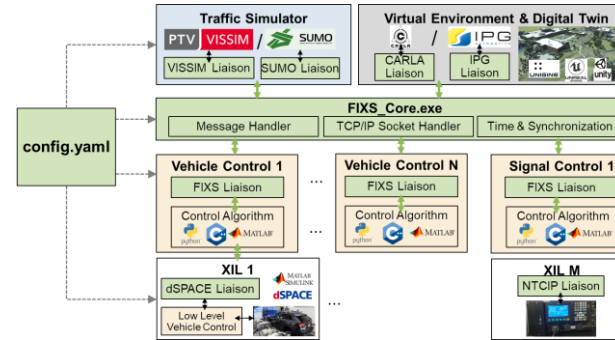 Traffic Simulator
PTV VISSIM / SUMO
VISSIM Liaison
SUMO Liaison
Virtual Environment & Digital Twin
CARLA / IPG
CARLA Liaison
IPG Liaison
UNIGINE
UNREAL
unity
config.yaml
FIXS_Core.exe
Message Handler
TCP/IP Socket Handler
Time & Synchronization
Vehicle Control 1
FIXS Liaison
Control Algorithm
python
C++
MATLAB
...
...
Vehicle Control N
FIXS Liaison
Control Algorithm
python
C++
MATLAB
Signal Control 1
FIXS Liaison
Control Algorithm
python
C++
MATLAB
XIL 1
dSPACE Liaison
MATLAB
SIMULINK
dSPACE
Low Level
Vehicle Control
...
XIL M
NTCIP Liaison